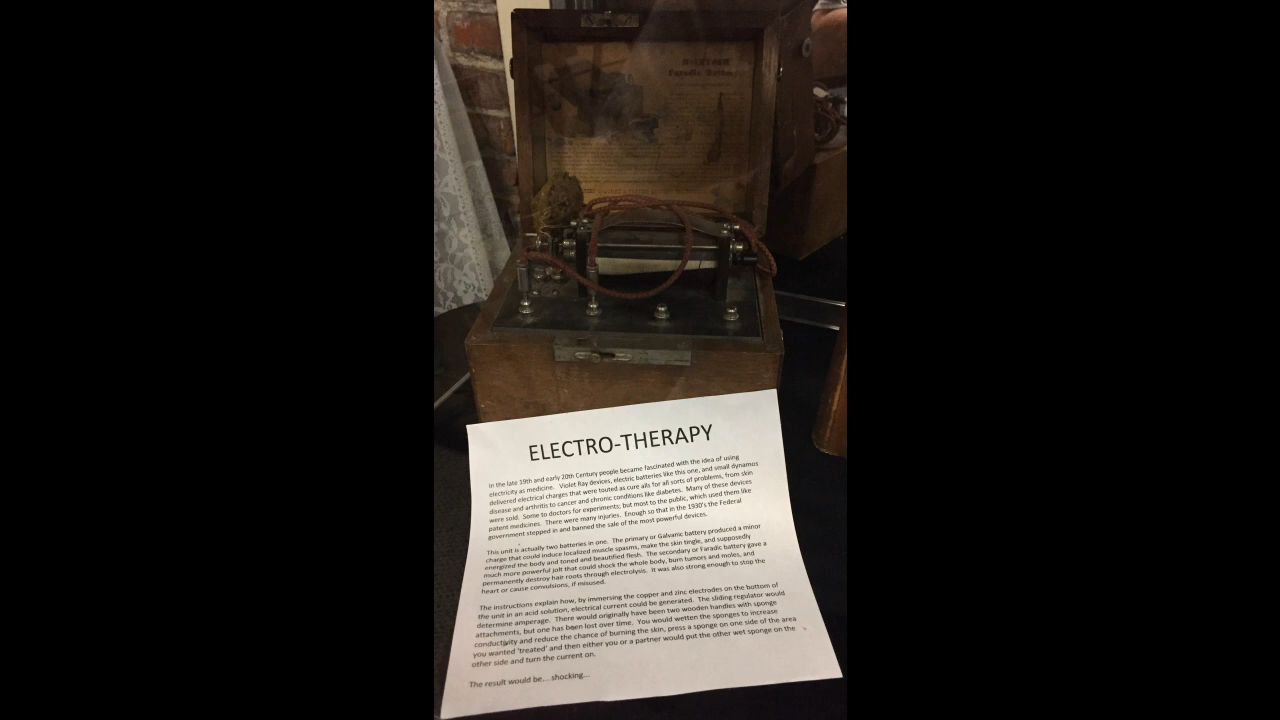 ELECTRO-THERAPY
In the late 19th and early 20th Century people became fascinated with the idea of using
electricity as medicine. Violet Ray devices, electric batteries like this one, and small dynamos
delivered electrical charges that were touted as cure alls for all sorts of problems, from skin
disease and arthritis to cancer and chronic conditions like diabetes. Many of these devices
were sold. Some to doctors for experiments; but most to the public, which used them like
patent medicines. There were many injuries. Enough so that in the 1930's the Federal
government stepped in and banned the sale of the most powerful devices.
This unit is actually two batteries in one. The primary or Galvanic battery produced a minor
charge that could induce localized muscle spasms, make the skin tingle, and supposedly
energized the body and toned and beautified flesh. The secondary or Faradic battery gave a
much more powerful jolt that could shock the whole body, burn tumors and moles, and
permanently destroy hair roots through electrolysis. It was also strong enough to stop the
heart or cause convulsions, if misused.
The instructions explain how, by immersing the copper and zinc electrodes on the bottom of
the unit in an acid solution, electrical current could be generated. The sliding regulator would
determine amperage. There would originally have been two wooden handles with sponge
attachments, but one has been lost over time. You would wetten the sponges to increase
conductivity and reduce the chance of burning the skin, press a sponge on one side of the area
you wanted 'treated' and then either you or a partner would put the other wet sponge on the
other side and turn the current on.
The result would be... shocking...